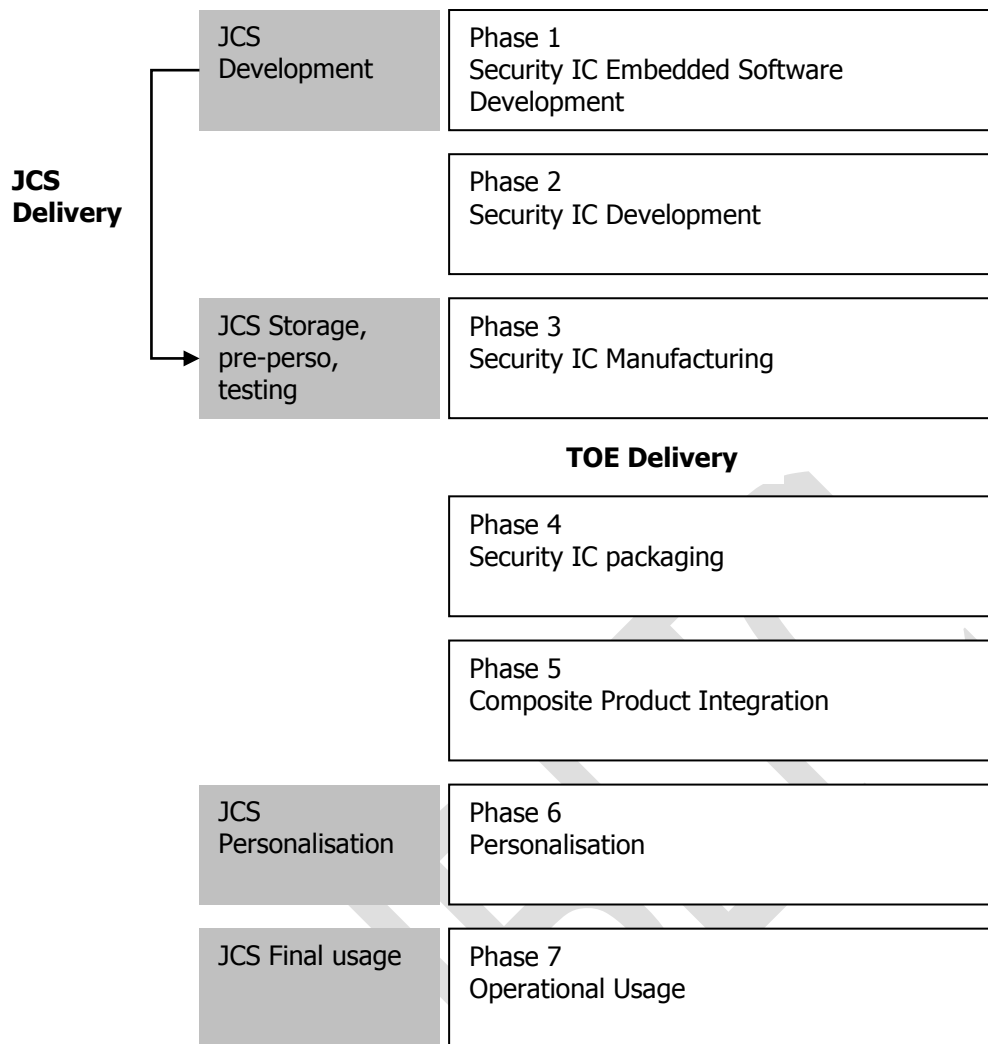 JCS
Development
Phase 1
Security IC Embedded Software
Development
JCS
Delivery
Phase 2
Security IC Development
JCS Storage,
pre-perso,
testing
Phase 3
Security IC Manufacturing
TOE Delivery
Phase 4
Security IC packaging
Phase 5
Composite Product Integration
JCS
Personalisation
Phase 6
Personalisation
JCS Final usage
Phase 7
Operational Usage